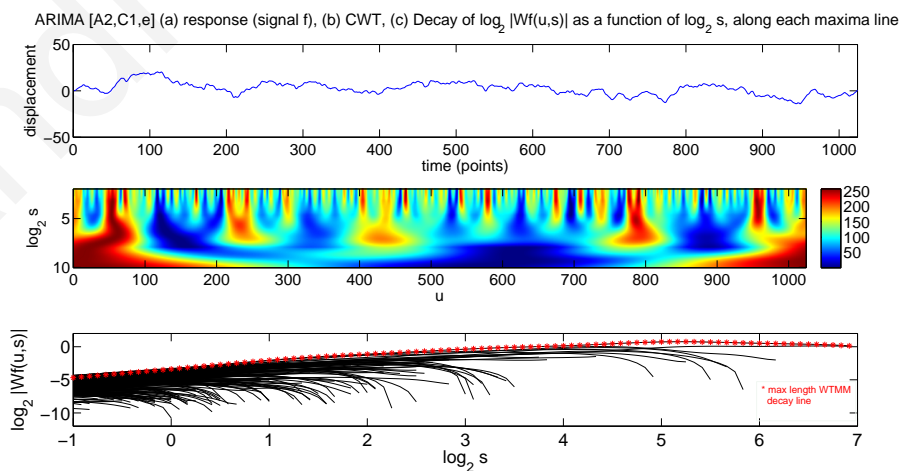 ARIMA [A2,C1,e] (a) response (signal f), (b) CWT, (c) Decay of log2 |Wf(u,s)| as a function of log2 s, along each maxima line
50
0
−50
displacement
0 100 200 300 400 500 600 700 800 900 1000
time (points)
5
10
log2 s
0 100 200 300 400 500 600 700 800 900 1000
u
250
200
150
100
50
0
−5
−10
log2 |Wf(u,s)|
* max length WTMM
decay line
−1 0 1 2 3 4 5 6 7
log2 s